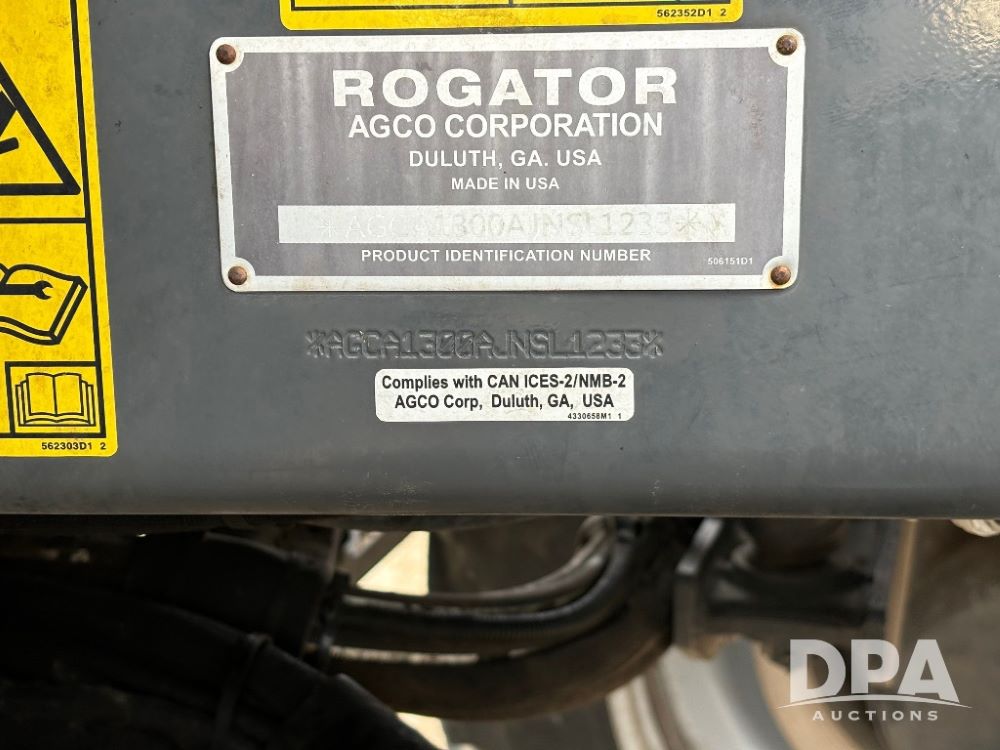 562352D1 2
ROGATOR
AGCO CORPORATION
DULUTH, GA. USA
MADE IN USA
*AGCA1300AJNSL1233**
PRODUCT IDENTIFICATION NUMBER
506151D1
*AGCA1300AJNSL1233*
Complies with CAN ICES-2/NMB-2
AGCO Corp, Duluth, GA, USA
4330658M1 1
562303D1 2
DPA
AUCTIONS